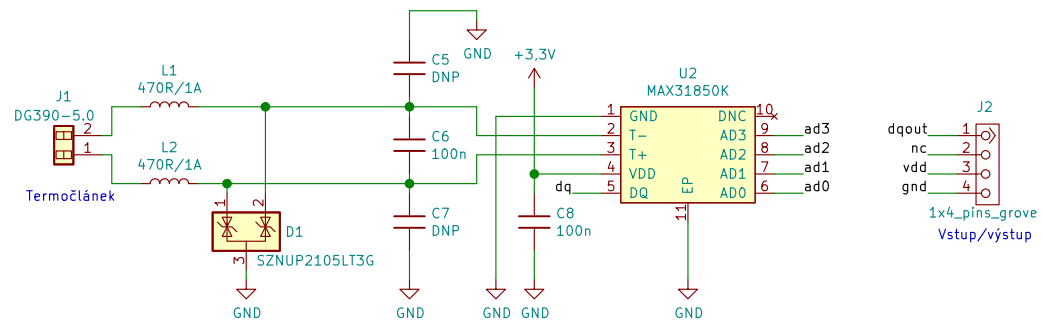 J1
DG390-5.0
2
1
Termočlánek
L1
470R/1A
L2
470R/1A
1
2
3
D1
SZNUP2105LT3G
GND
GND
C5
DNP
C6
100n
C7
DNP
GND
+3,3V
C8
100n
GND
GND
U2
MAX31850K
1
GND
2
T-
3
T+
4
VDD
dq
5
DQ
DNC
10
AD3
9
ad3
AD2
8
ad2
AD1
7
ad1
AD0
6
ad0
EP
11
GND
J2
dqout
1
nc
2
vdd
3
gnd
4
1x4_pins_grove
Vstup/výstup